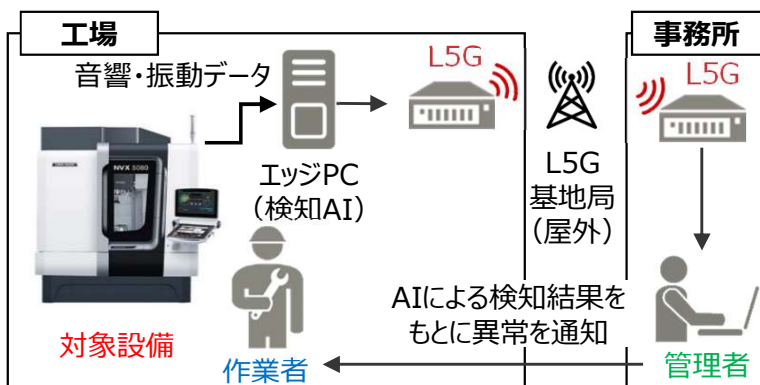 工場
事務所
音響・振動データ
L5G
L5G
NVX 5080
エッジPC
（検知AI）
L5G
基地局
（屋外）
AIによる検知結果を
もとに異常を通知
対象設備
作業者
管理者